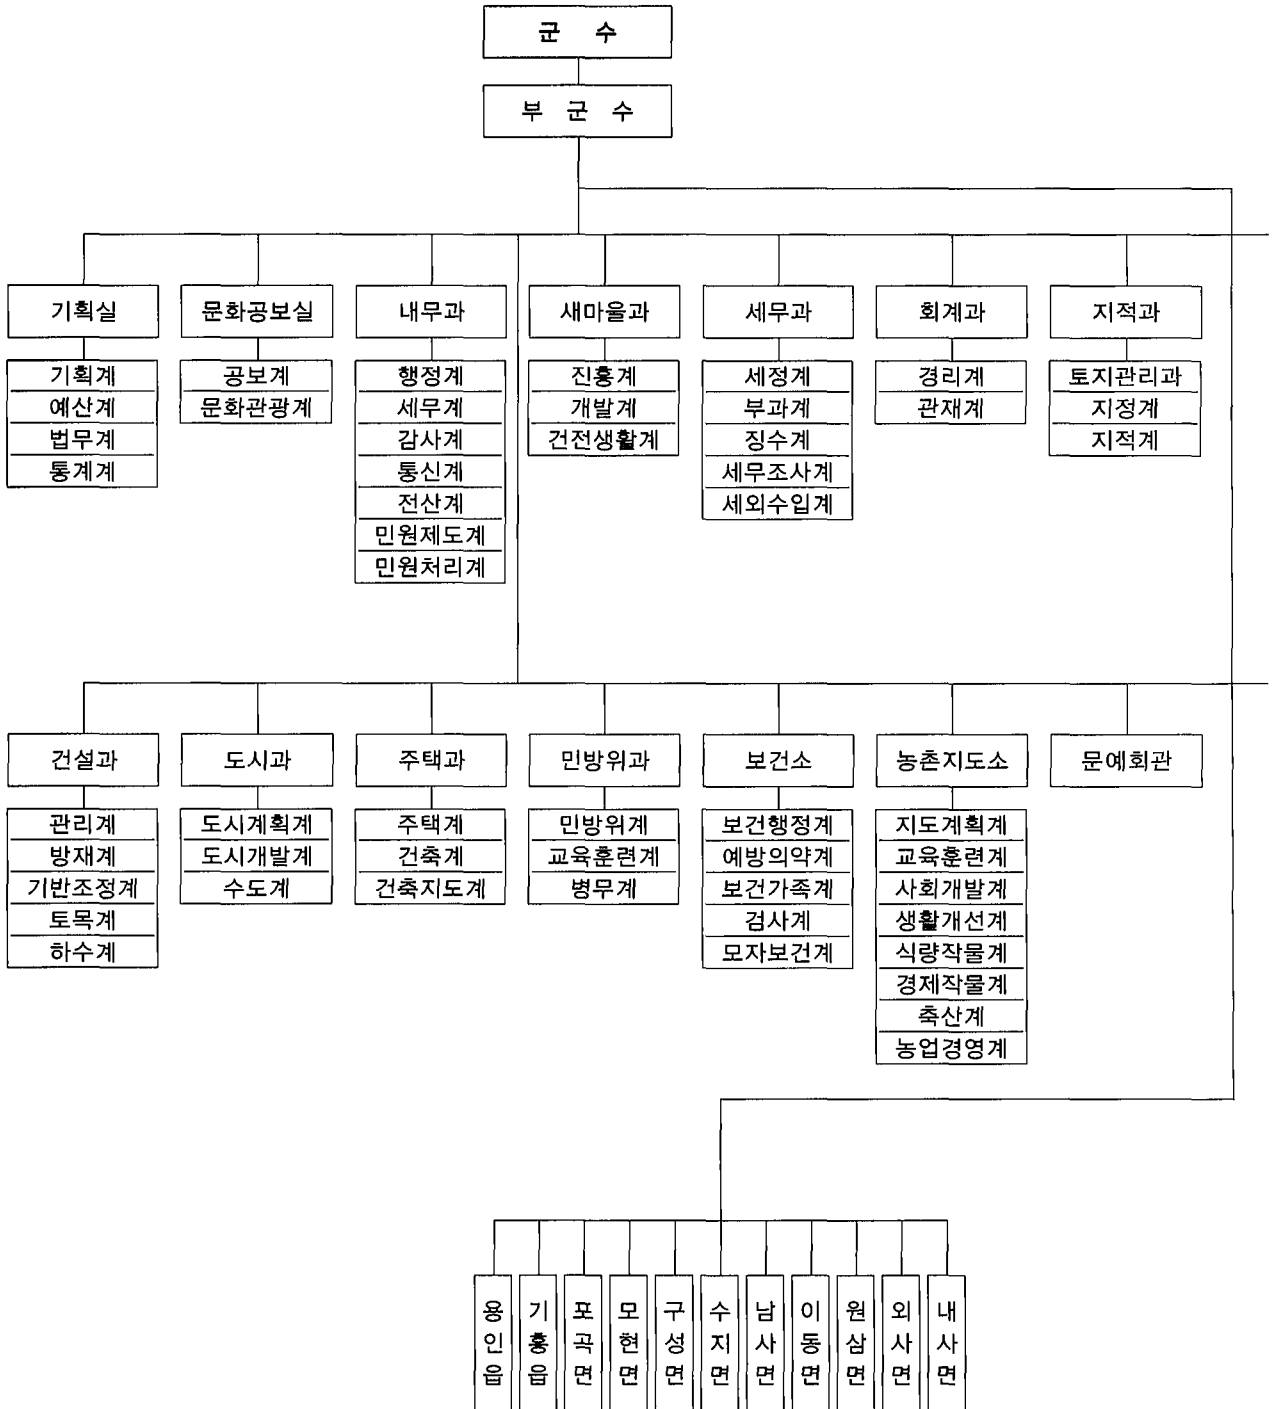 군 수
부 군 수
기획실 문화공보실 내무과 새마을과 세무과 회계과 지적과
기획계 공보계 행정계 진흥계 세정계 경리계 토지관리과
예산계 문화관광계 세무계 개발계 부과계 관재계 지정계
법무계 감사계 건전생활계 징수계 지적계
통계계 통신계 세무조사계
전산계 세외수입계
민원제도계
민원처리계
건설과 도시과 주택과 민방위과 보건소 농촌지도소 문예회관
관리계 도시계획계 주택계 민방위계 보건행정계 지도계획계
방재계 도시개발계 건축계 교육훈련계 예방의약계 교육훈련계
기반조정계 수도계 건축지도계 병무계 보건가족계 사회개발계
토목계 검사계 생활개선계
하수계 모자보건계 식량작물계
경제작물계
축산계
농업경영계
용인읍 기흥읍 포곡면 모현면 구성면 수지면 남사면 이동면 원삼면 외사면 내사면